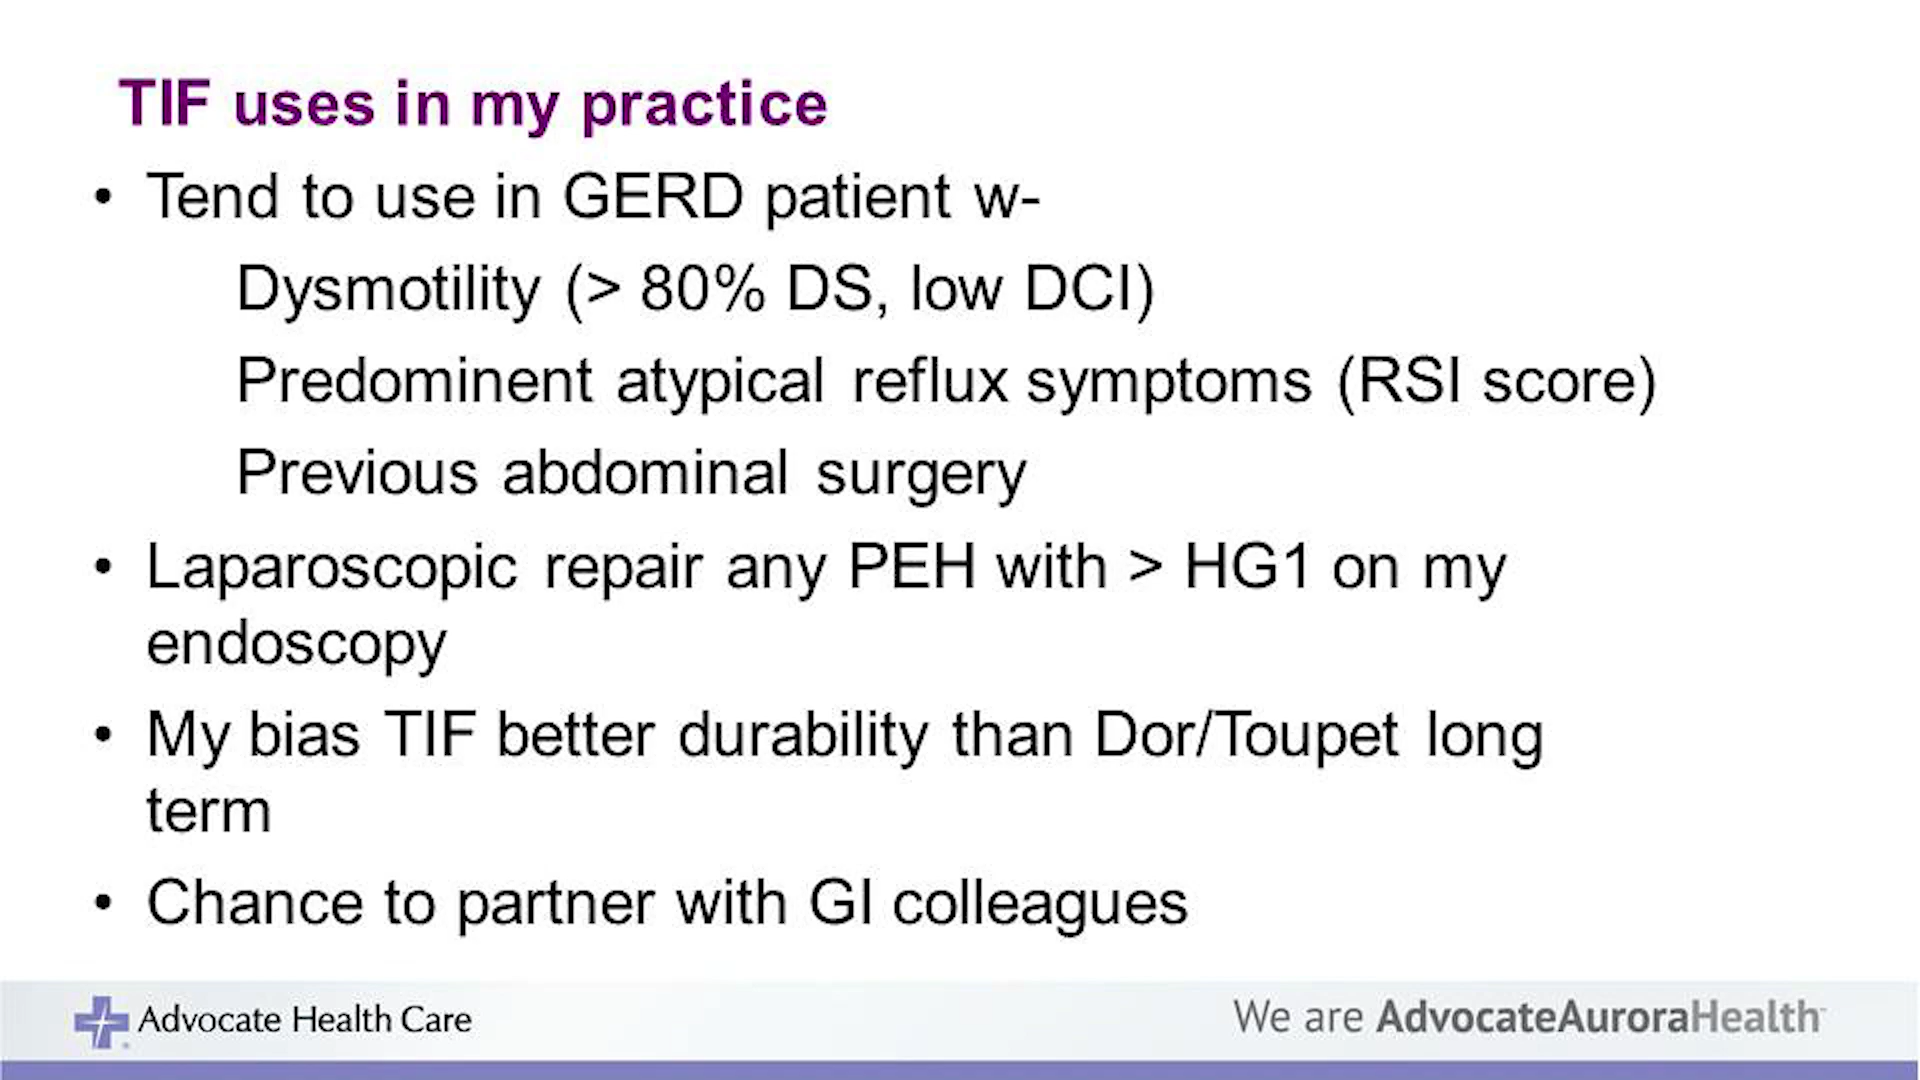 TIF uses in my practice
• Tend to use in GERD patient w-
Dysmotility (> 80% DS, low DCI)
Predominent atypical reflux symptoms (RSI score)
Previous abdominal surgery
• Laparoscopic repair any PEH with > HG1 on my
endoscopy
• My bias TIF better durability than Dor/Toupet long
term
• Chance to partner with GI colleagues
Advocate Health Care
We are AdvocateAuroraHealth